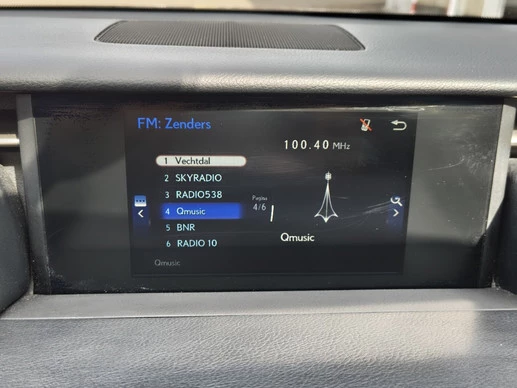 FM: Zenders
100.40 MHz
1 Vechtdal
2 SKYRADIO
3 RADIO538
4 Qmusic
5 BNR
6 RADIO 10
4/6
Qmusic
Qmusic